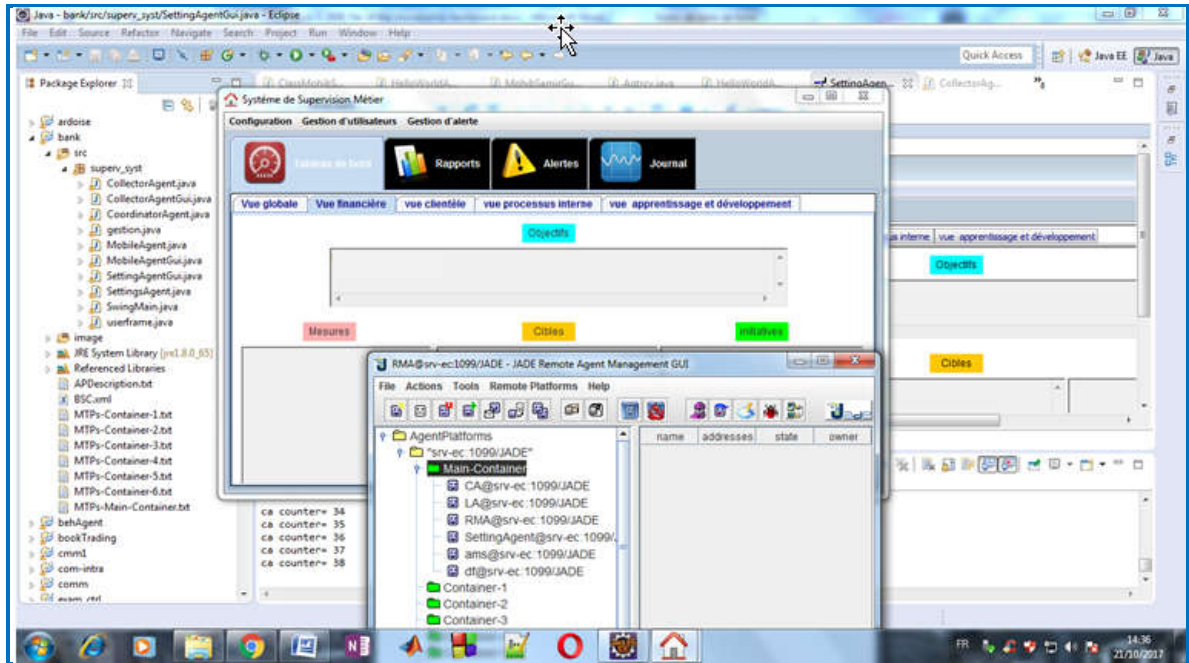 Java - bank/src/superv_syst/SettingAgentGui.java - Eclipse
File Edit Source Refactor Navigate Search Project Run Window Help
Quick Access
Java EE
Java
Package Explorer
ardoise
bank
src
superv_syst
CollectorAgent.java
CollectorAgentGui.java
CoordinatorAgent.java
gestion.java
MobileAgent.java
MobileAgentGui.java
SettingAgentGui.java
SettingsAgent.java
SwingMain.java
userframe.java
image
JRE System Library [jre1.8.0_65]
Referenced Libraries
APDescription.txt
BSC.xml
MTPs-Container-1.txt
MTPs-Container-2.txt
MTPs-Container-3.txt
MTPs-Container-4.txt
MTPs-Container-5.txt
MTPs-Container-6.txt
MTPs-Main-Container.txt
behAgent
bookTrading
cmm1
com-intra
comm
SettingAgen...
CollectorAg...
Système de Supervision Métier
Configuration Gestion d'utilisateurs Gestion d'alerte
Tableau de bord
Rapports
Alertes
Journal
Vue globale
Vue financière
vue clientèle
vue processus interne
vue apprentissage et développement
Objectifs
Mesures
Cibles
Initiatives
us interne
vue apprentissage et développement
Objectifs
Cibles
ca counter= 34
ca counter= 35
ca counter= 36
ca counter= 37
ca counter= 38
RMA@srv-ec:1099/JADE - JADE Remote Agent Management GUI
File Actions Tools Remote Platforms Help
AgentPlatforms
"srv-ec:1099/JADE"
Main-Container
CA@srv-ec:1099/JADE
LA@srv-ec:1099/JADE
RMA@srv-ec:1099/JADE
SettingAgent@srv-ec:1099/
ams@srv-ec:1099/JADE
df@srv-ec:1099/JADE
Container-1
Container-2
Container-3
name addresses state owner
FR
14:36
21/10/2017